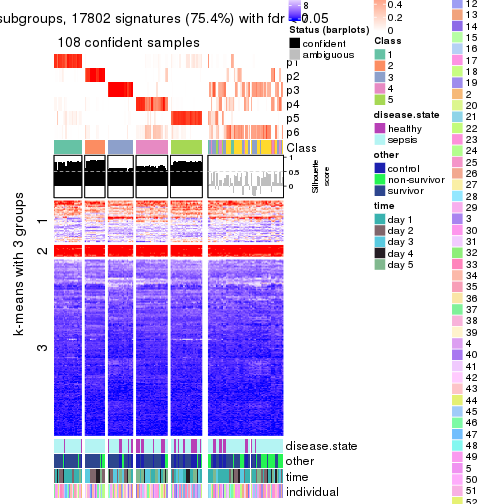 subgroups, 17802 signatures (75.4%) with fdr < 0.05
108 confident samples
p1
p2
p3
p4
p5
p6
Class
1
0.5
0
Silhouette
score
k-means with 3 groups
1
2
3
disease.state
other
time
individual
8
Status (barplots)
confident
ambiguous
0.4
0.2
0
Class
1
2
3
4
5
disease.state
healthy
sepsis
other
control
non-survivor
survivor
time
day 1
day 2
day 3
day 4
day 5
12
13
14
15
16
17
18
19
2
20
21
22
23
24
25
26
27
28
29
3
30
31
32
33
34
35
36
37
38
39
4
40
41
42
43
44
45
46
47
48
49
5
50
51
52